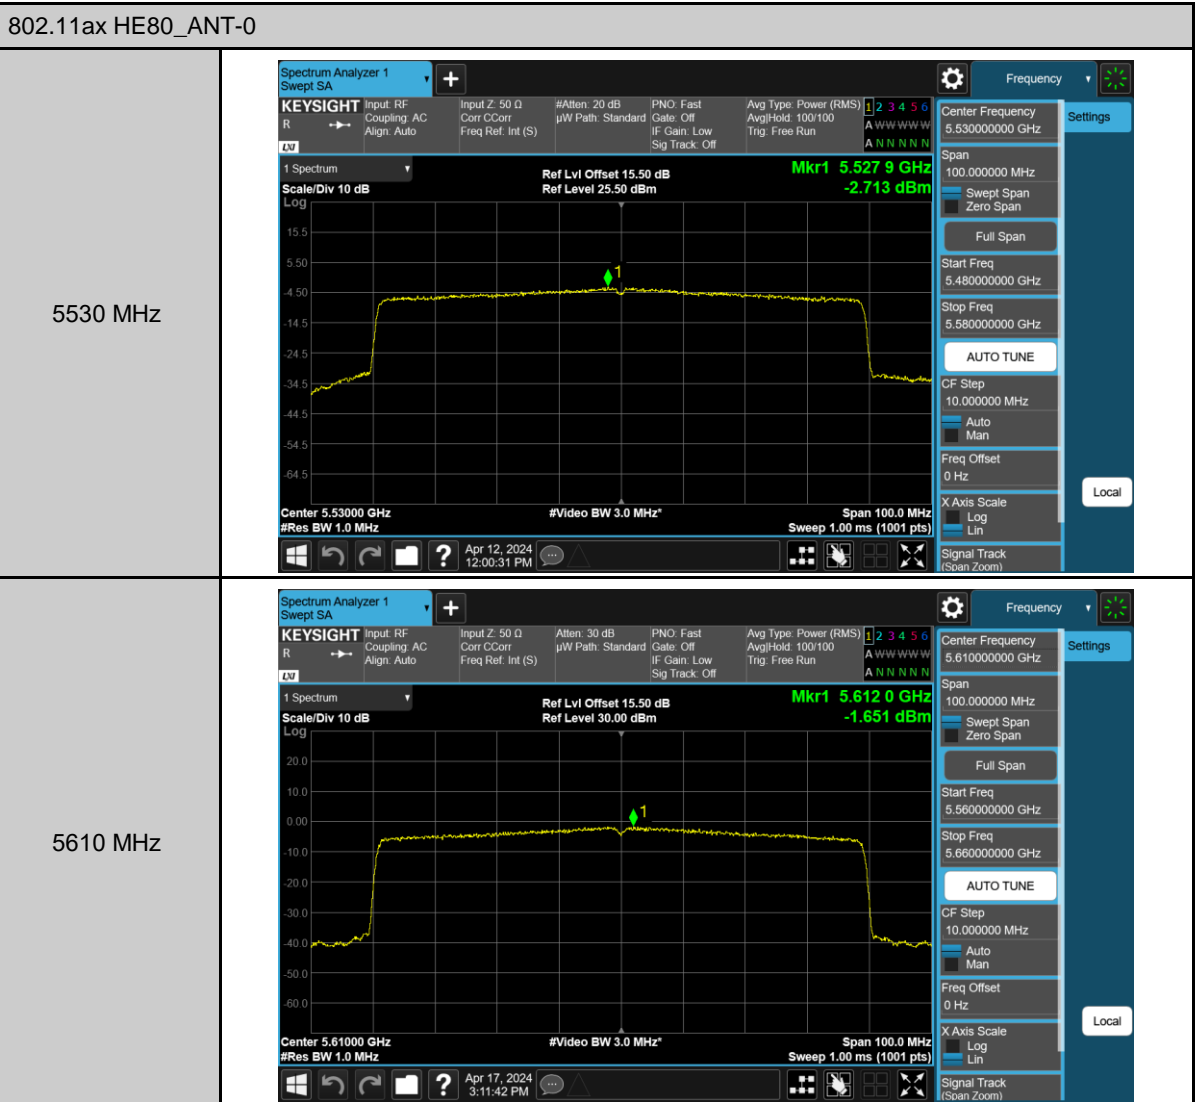 802.11ax HE80_ANT-0
5530 MHz
Spectrum Analyzer 1
Swept SA
+
Frequency
KEYSIGHT
R
LXI
Input: RF
Coupling: AC
Align: Auto
Input Z: 50 Ω
Corr CCorr
Freq Ref: Int (S)
#Atten: 20 dB
µW Path: Standard
PNO: Fast
Gate: Off
IF Gain: Low
Sig Track: Off
Avg Type: Power (RMS)
Avg|Hold: 100/100
Trig: Free Run
1 2 3 4 5 6
A W W W W W
A N N N N N
1 Spectrum
Scale/Div 10 dB
Log
Ref Lvl Offset 15.50 dB
Ref Level 25.50 dBm
Mkr1 5.527 9 GHz
-2.713 dBm
15.5
5.50
-4.50
-14.5
-24.5
-34.5
-44.5
-54.5
-64.5
1
Center 5.53000 GHz
#Res BW 1.0 MHz
#Video BW 3.0 MHz*
Span 100.0 MHz
Sweep 1.00 ms (1001 pts)
?
Apr 12, 2024
12:00:31 PM
Center Frequency
5.530000000 GHz
Span
100.000000 MHz
Swept Span
Zero Span
Full Span
Start Freq
5.480000000 GHz
Stop Freq
5.580000000 GHz
AUTO TUNE
CF Step
10.000000 MHz
Auto
Man
Freq Offset
0 Hz
X Axis Scale
Log
Lin
Signal Track
(Span Zoom)
Settings
Local
5610 MHz
Spectrum Analyzer 1
Swept SA
+
Frequency
KEYSIGHT
R
LXI
Input: RF
Coupling: AC
Align: Auto
Input Z: 50 Ω
Corr CCorr
Freq Ref: Int (S)
Atten: 30 dB
µW Path: Standard
PNO: Fast
Gate: Off
IF Gain: Low
Sig Track: Off
Avg Type: Power (RMS)
Avg|Hold: 100/100
Trig: Free Run
1 2 3 4 5 6
A W W W W W
A N N N N N
1 Spectrum
Scale/Div 10 dB
Log
Ref Lvl Offset 15.50 dB
Ref Level 30.00 dBm
Mkr1 5.612 0 GHz
-1.651 dBm
20.0
10.0
0.00
-10.0
-20.0
-30.0
-40.0
-50.0
-60.0
1
Center 5.61000 GHz
#Res BW 1.0 MHz
#Video BW 3.0 MHz*
Span 100.0 MHz
Sweep 1.00 ms (1001 pts)
?
Apr 17, 2024
3:11:42 PM
Center Frequency
5.610000000 GHz
Span
100.000000 MHz
Swept Span
Zero Span
Full Span
Start Freq
5.560000000 GHz
Stop Freq
5.660000000 GHz
AUTO TUNE
CF Step
10.000000 MHz
Auto
Man
Freq Offset
0 Hz
X Axis Scale
Log
Lin
Signal Track
(Span Zoom)
Settings
Local